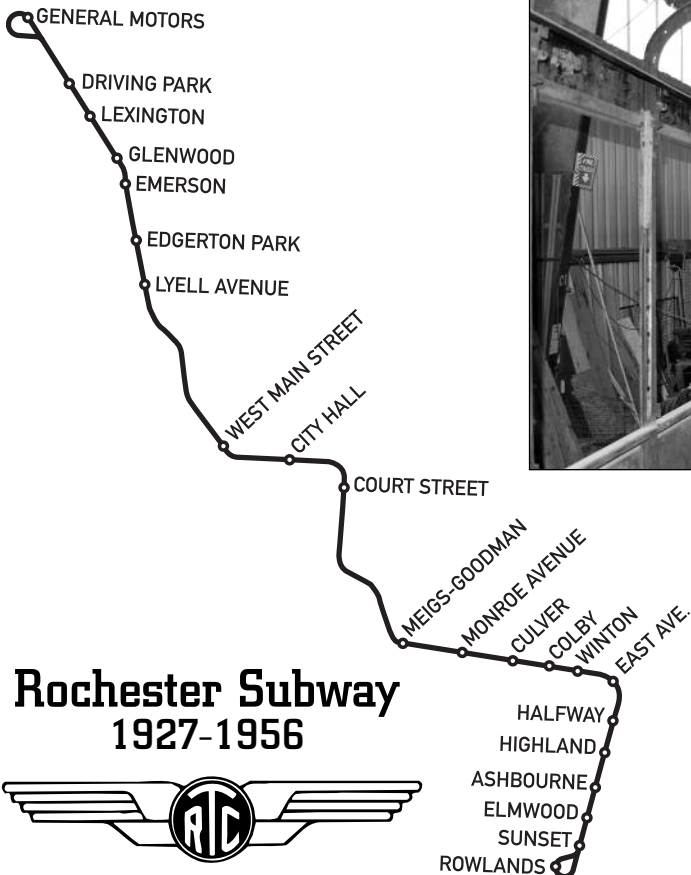 GENERAL MOTORS
DRIVING PARK
LEXINGTON
GLENWOOD
EMERSON
EDGERTON PARK
LYELL AVENUE
WEST MAIN STREET
CITY HALL
COURT STREET
MEIGS-GOODMAN
MONROE AVENUE
CULVER
COLBY
WINTON
EAST AVE.
HALFWAY
HIGHLAND
ASHBOURNE
ELMWOOD
SUNSET
ROWLANDS
Rochester Subway
1927-1956
RTC